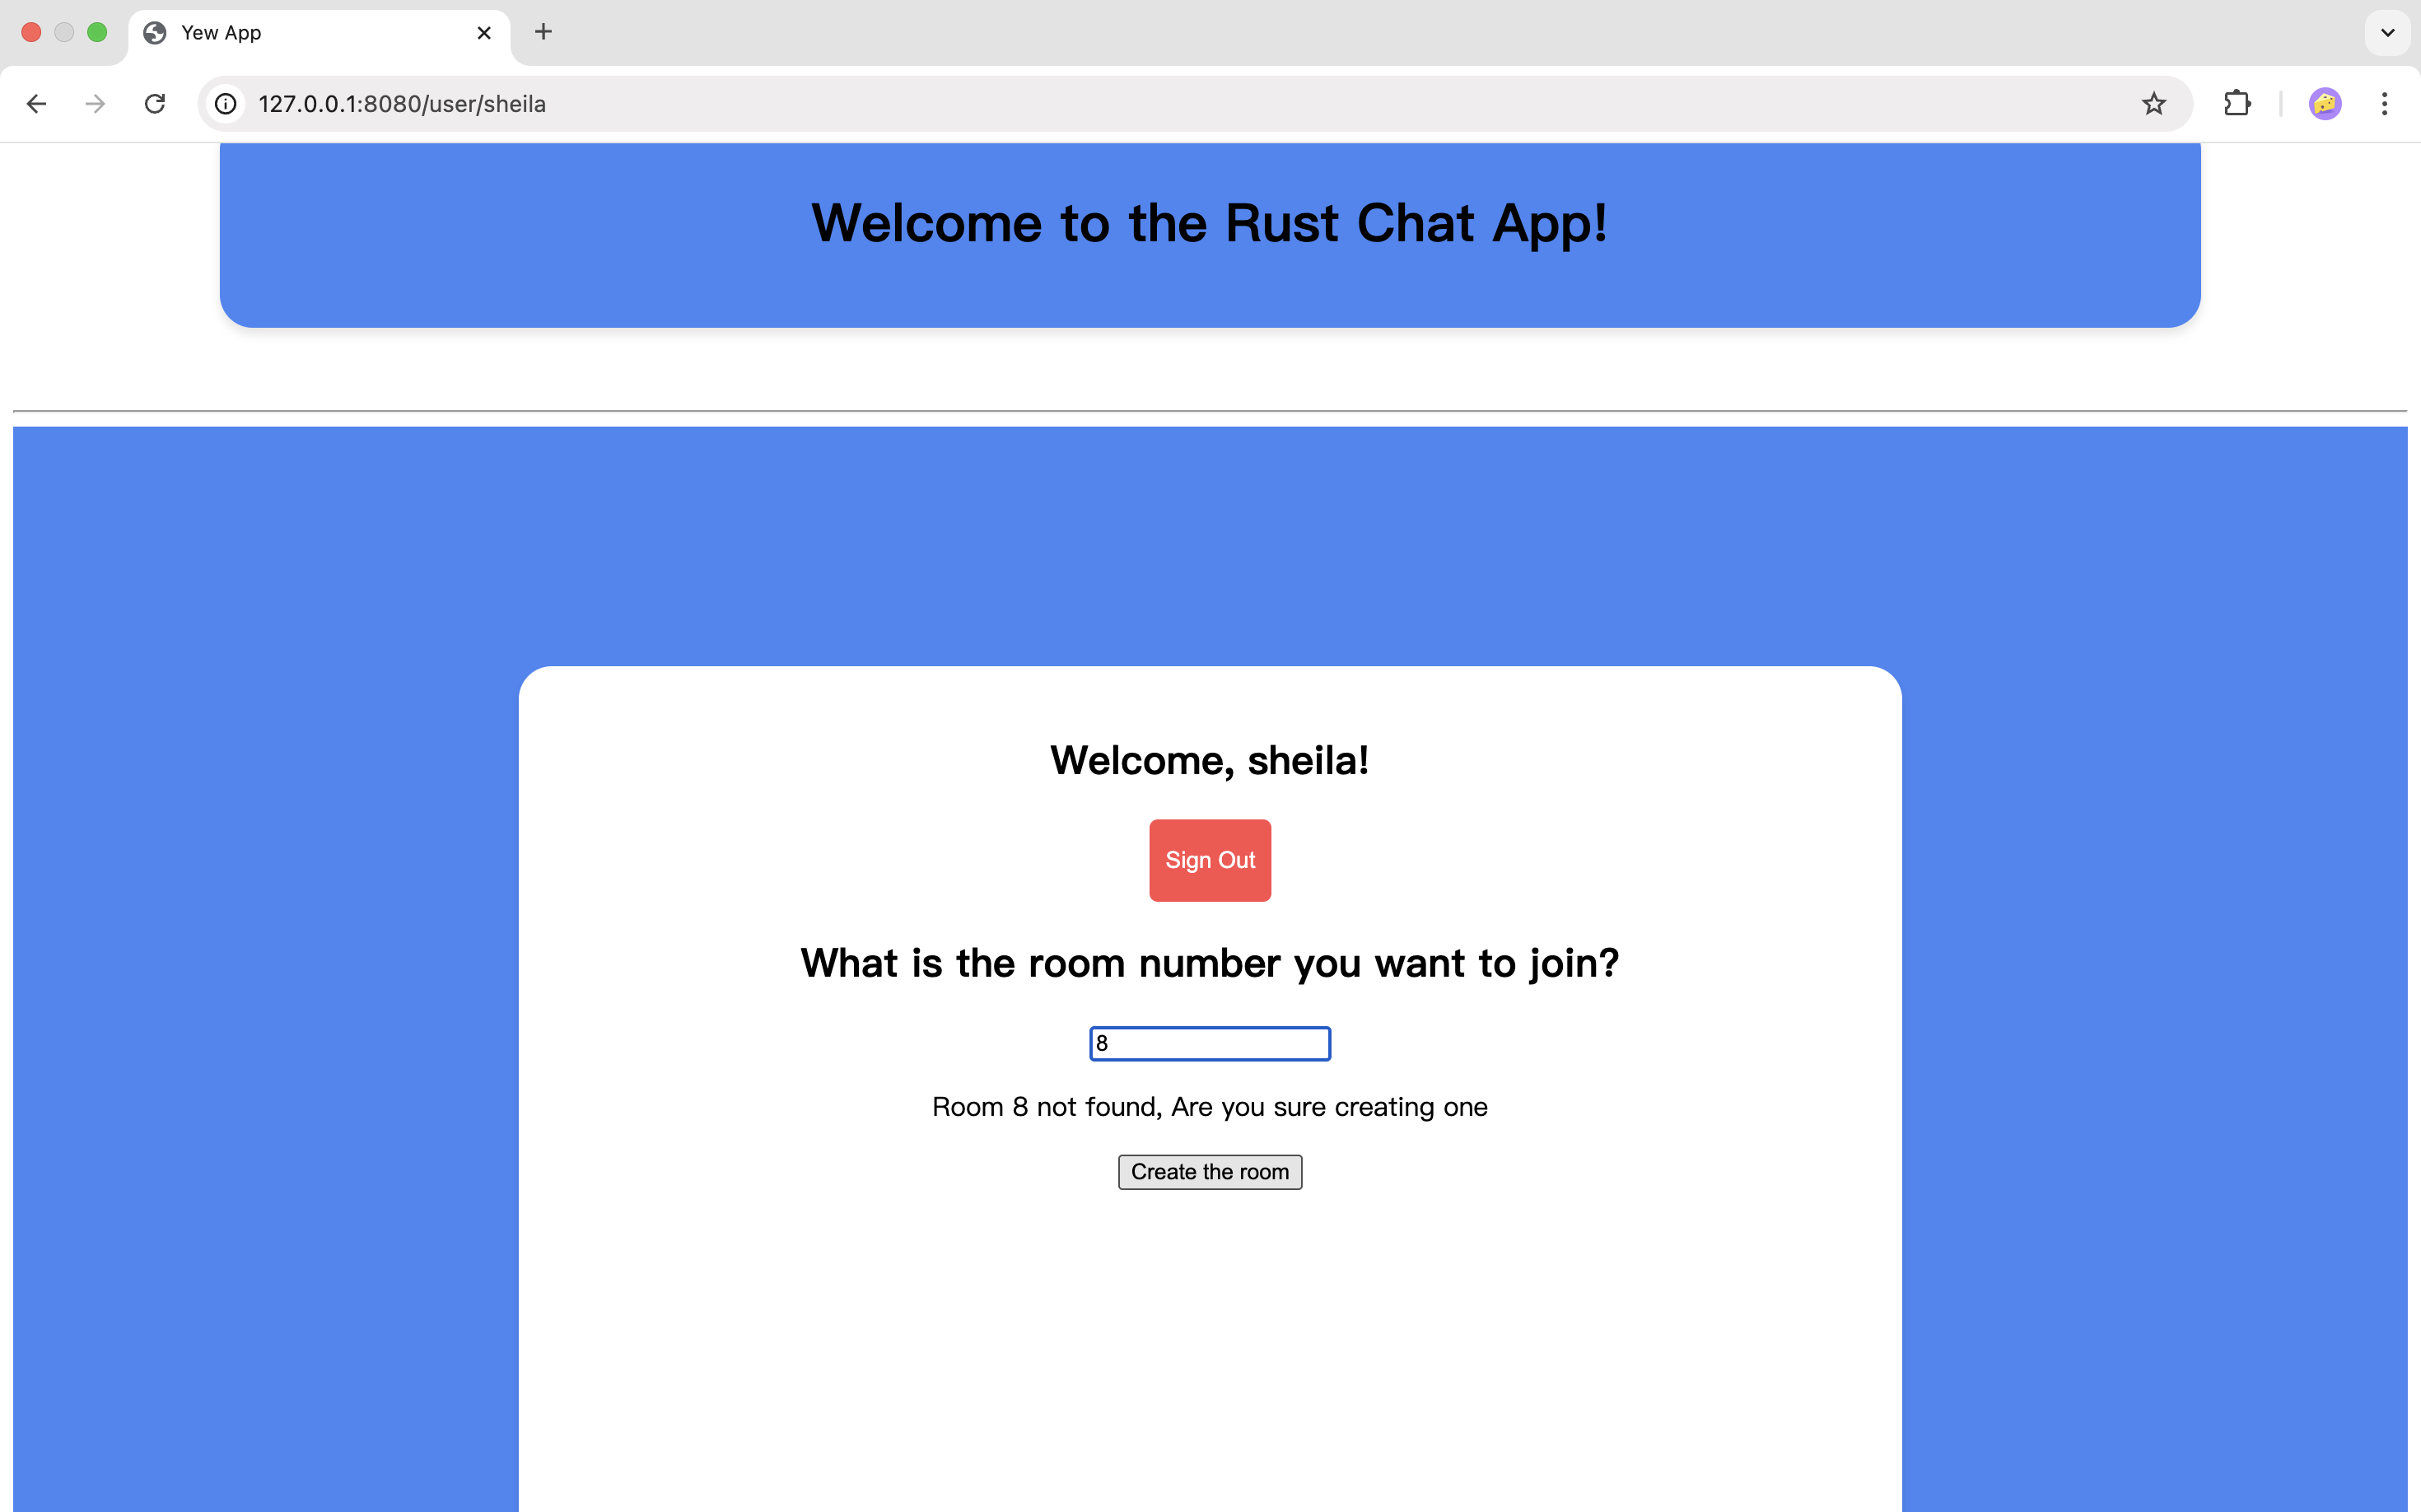 Yew App
127.0.0.1:8080/user/sheila
Welcome to the Rust Chat App!
Welcome, sheila!
Sign Out
What is the room number you want to join?
8
Room 8 not found, Are you sure creating one
Create the room